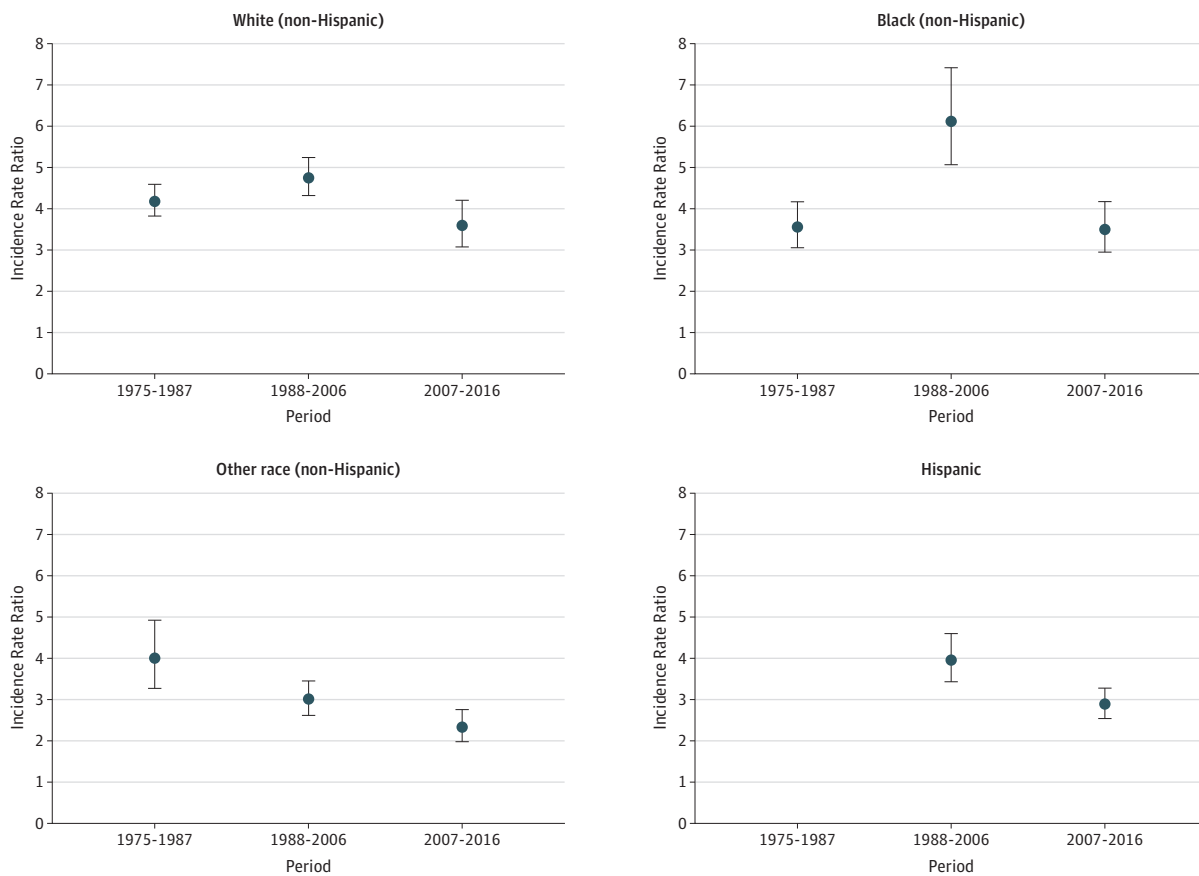 White (non-Hispanic)
8
7
6
5
4
3
2
1
0
Incidence Rate Ratio
1975-1987 1988-2006 2007-2016
Period
Black (non-Hispanic)
8
7
6
5
4
3
2
1
0
Incidence Rate Ratio
1975-1987 1988-2006 2007-2016
Period
Other race (non-Hispanic)
8
7
6
5
4
3
2
1
0
Incidence Rate Ratio
1975-1987 1988-2006 2007-2016
Period
Hispanic
8
7
6
5
4
3
2
1
0
Incidence Rate Ratio
1975-1987 1988-2006 2007-2016
Period